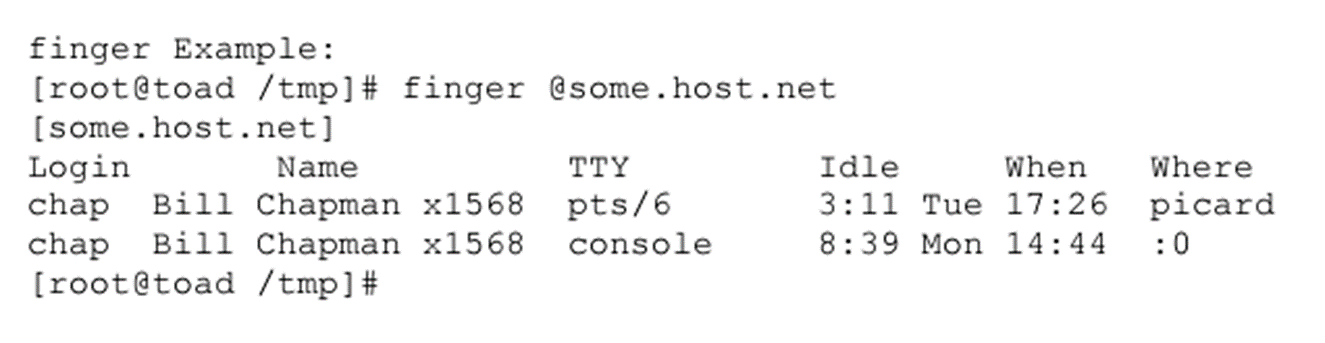 finger Example:
[root@toad /tmp]# finger @some.host.net
[some.host.net]
Login       Name          TTY         Idle     When   Where
chap  Bill Chapman x1568  pts/6       3:11 Tue 17:26  picard
chap  Bill Chapman x1568  console     8:39 Mon 14:44  :0
[root@toad /tmp]#